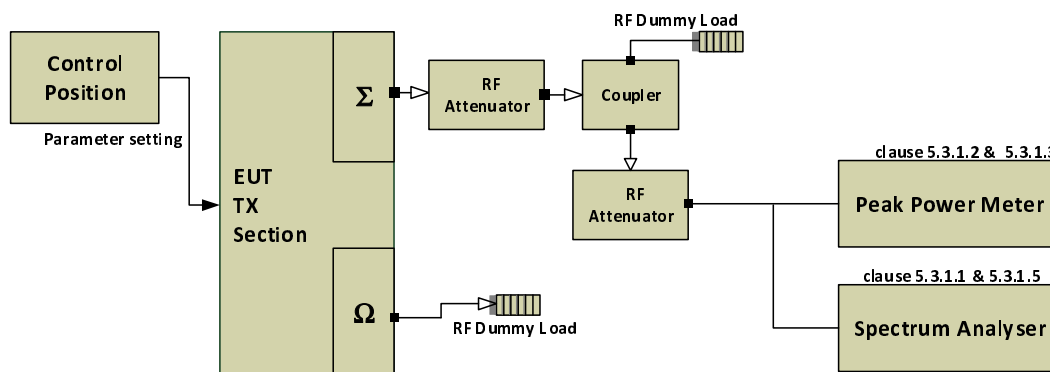 RF Dummy Load
Control
Position
Σ
RF
Attenuator
Coupler
Parameter setting
clause 5.3.1.2 & 5.3.1.3
EUT
TX
Section
RF
Attenuator
Peak Power Meter
clause 5.3.1.1 & 5.3.1.5
Ω
RF Dummy Load
Spectrum Analyser